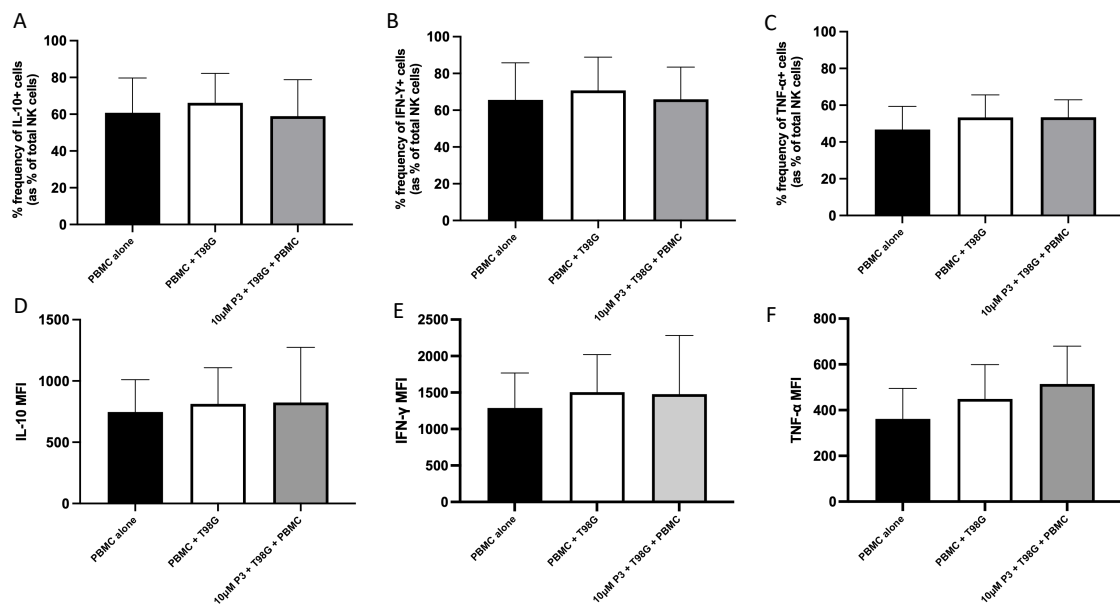 A
% frequency of IL-10+ cells
(as % of total NK cells)
100
80
60
40
20
0
PBMC alone
PBMC + T98G
10µM P3 + T98G + PBMC
B
% frequency of IFN-Y+ cells
(as % of total NK cells)
100
80
60
40
20
0
PBMC alone
PBMC + T98G
10µM P3 + T98G + PBMC
C
% frequency of TNF-α+ cells
(as % of total NK cells)
100
80
60
40
20
0
PBMC alone
PBMC + T98G
10µM P3 + T98G + PBMC
D
IL-10 MFI
1500
1000
500
0
PBMC alone
PBMC + T98G
10µM P3 + T98G + PBMC
E
IFN-γ MFI
2500
2000
1500
1000
500
0
PBMC alone
PBMC + T98G
10µM P3 + T98G + PBMC
F
TNF-α MFI
800
600
400
200
0
PBMC alone
PBMC + T98G
10µM P3 + T98G + PBMC